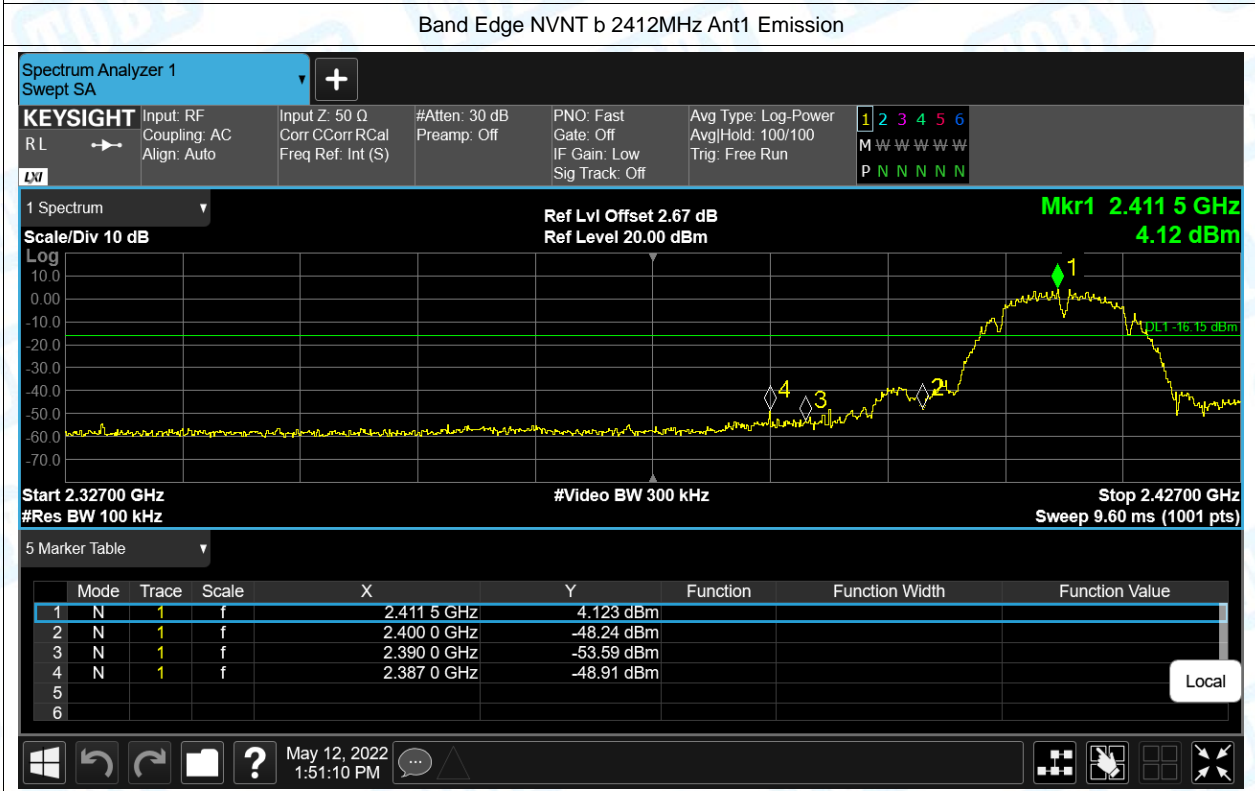 Band Edge NVNT b 2412MHz Ant1 Emission
Spectrum Analyzer 1
Swept SA
KEYSIGHT
R L
LXI
Input: RF
Coupling: AC
Align: Auto
Input Z: 50 Ω
Corr CCorr RCal
Freq Ref: Int (S)
#Atten: 30 dB
Preamp: Off
PNO: Fast
Gate: Off
IF Gain: Low
Sig Track: Off
Avg Type: Log-Power
Avg|Hold: 100/100
Trig: Free Run
1 2 3 4 5 6
M W W W W W
P N N N N N
1 Spectrum
Scale/Div 10 dB
Ref Lvl Offset 2.67 dB
Ref Level 20.00 dBm
Mkr1 2.411 5 GHz
4.12 dBm
Log
10.0
0.00
-10.0
-20.0
-30.0
-40.0
-50.0
-60.0
-70.0
1
DL1 -16.15 dBm
4
3
2
Start 2.32700 GHz
#Video BW 300 kHz
Stop 2.42700 GHz
#Res BW 100 kHz
Sweep 9.60 ms (1001 pts)
5 Marker Table
Mode Trace Scale X Y Function Function Width Function Value
1 N 1 f 2.411 5 GHz 4.123 dBm
2 N 1 f 2.400 0 GHz -48.24 dBm
3 N 1 f 2.390 0 GHz -53.59 dBm
4 N 1 f 2.387 0 GHz -48.91 dBm
5
6
Local
?
May 12, 2022
1:51:10 PM